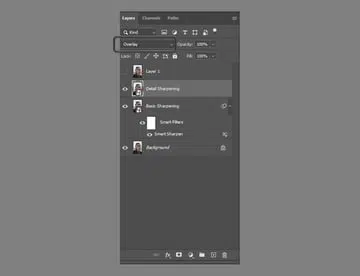 Layers Channels Paths
Kind
Overlay Opacity: 100%
Lock: Fill: 100%
Layer 1
Detail Sharpening
Basic Sharpening
Smart Filters
Smart Sharpen
Background
fx